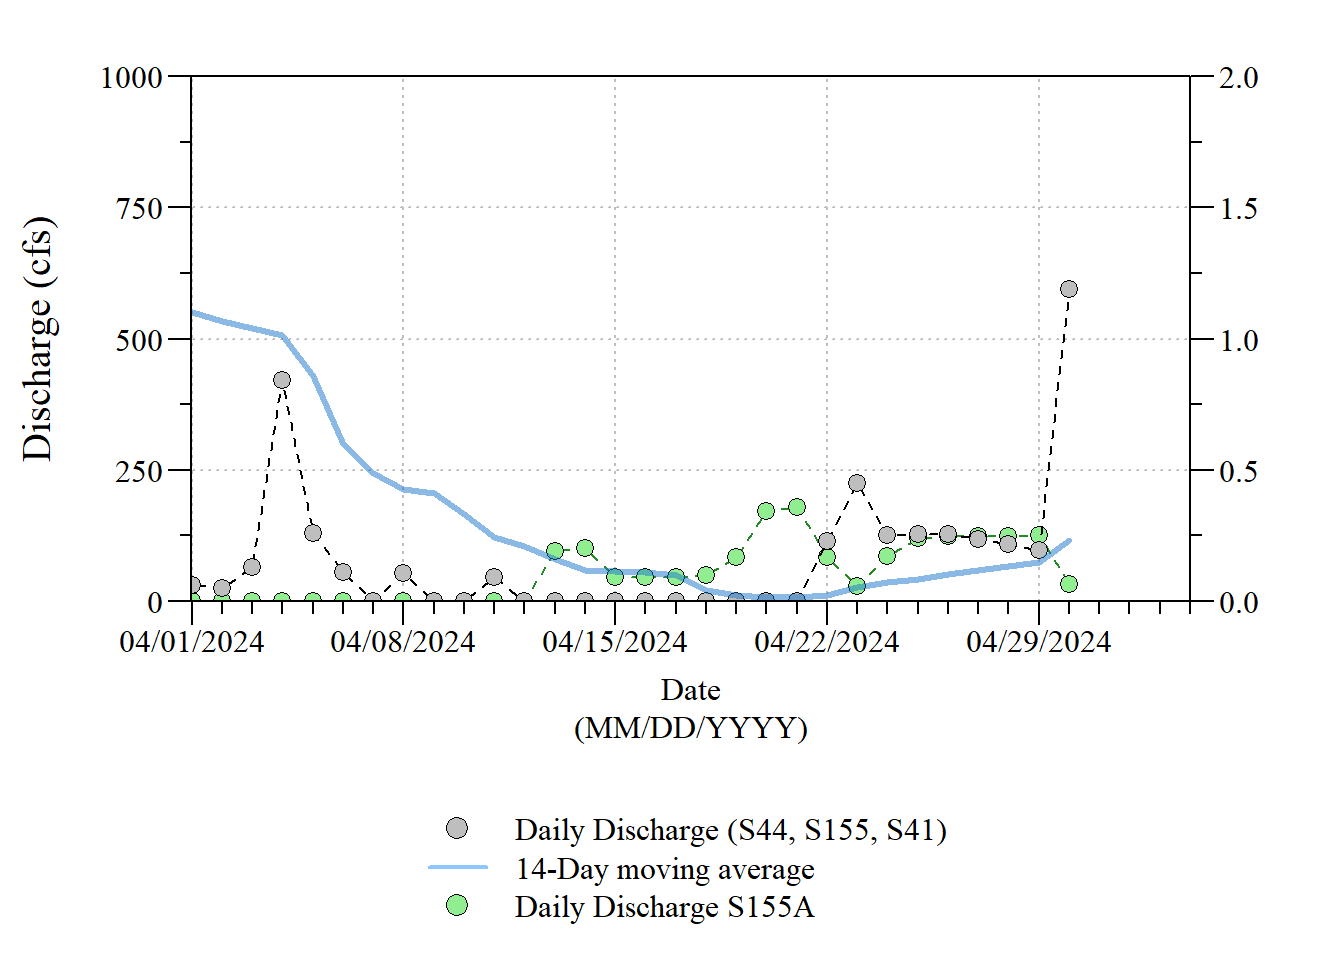 1000
750
500
250
0
Discharge (cfs)
2.0
1.5
1.0
0.5
0.0
04/01/2024 04/08/2024 04/15/2024 04/22/2024 04/29/2024
Date
(MM/DD/YYYY)
Daily Discharge (S44, S155, S41)
14-Day moving average
Daily Discharge S155A